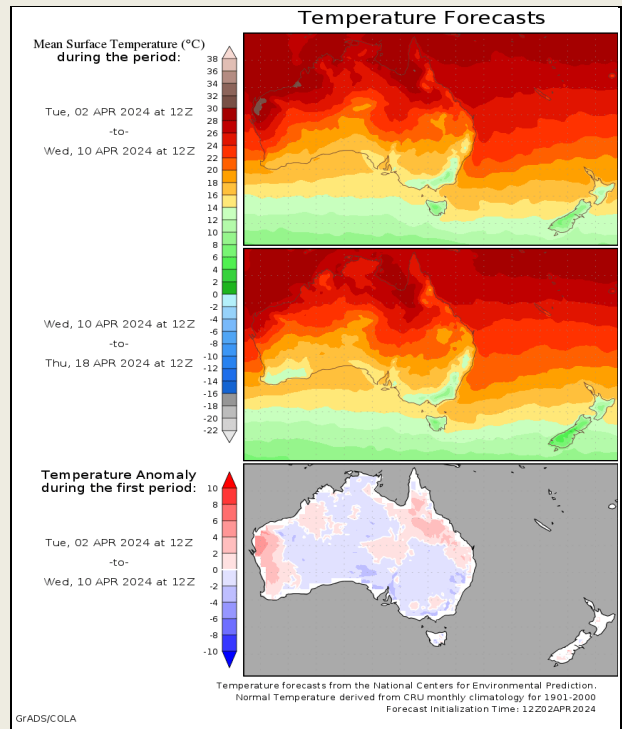 Temperature Forecasts
Mean Surface Temperature (°C)
during the period:
38
36
34
32
30
28
26
24
22
20
18
16
14
12
10
8
6
4
2
0
-2
-4
-6
-8
-10
-12
-14
-16
-18
-20
-22
Tue, 02 APR 2024 at 12Z
-to-
Wed, 10 APR 2024 at 12Z
Wed, 10 APR 2024 at 12Z
-to-
Thu, 18 APR 2024 at 12Z
Temperature Anomaly
during the first period:
10
8
6
4
2
0
-2
-4
-6
-8
-10
Tue, 02 APR 2024 at 12Z
-to-
Wed, 10 APR 2024 at 12Z
Temperature forecasts from the National Centers for Environmental Prediction.
Normal Temperature derived from CRU monthly climatology for 1901-2000
Forecast Initialization Time: 12Z02APR2024
GrADS/COLA